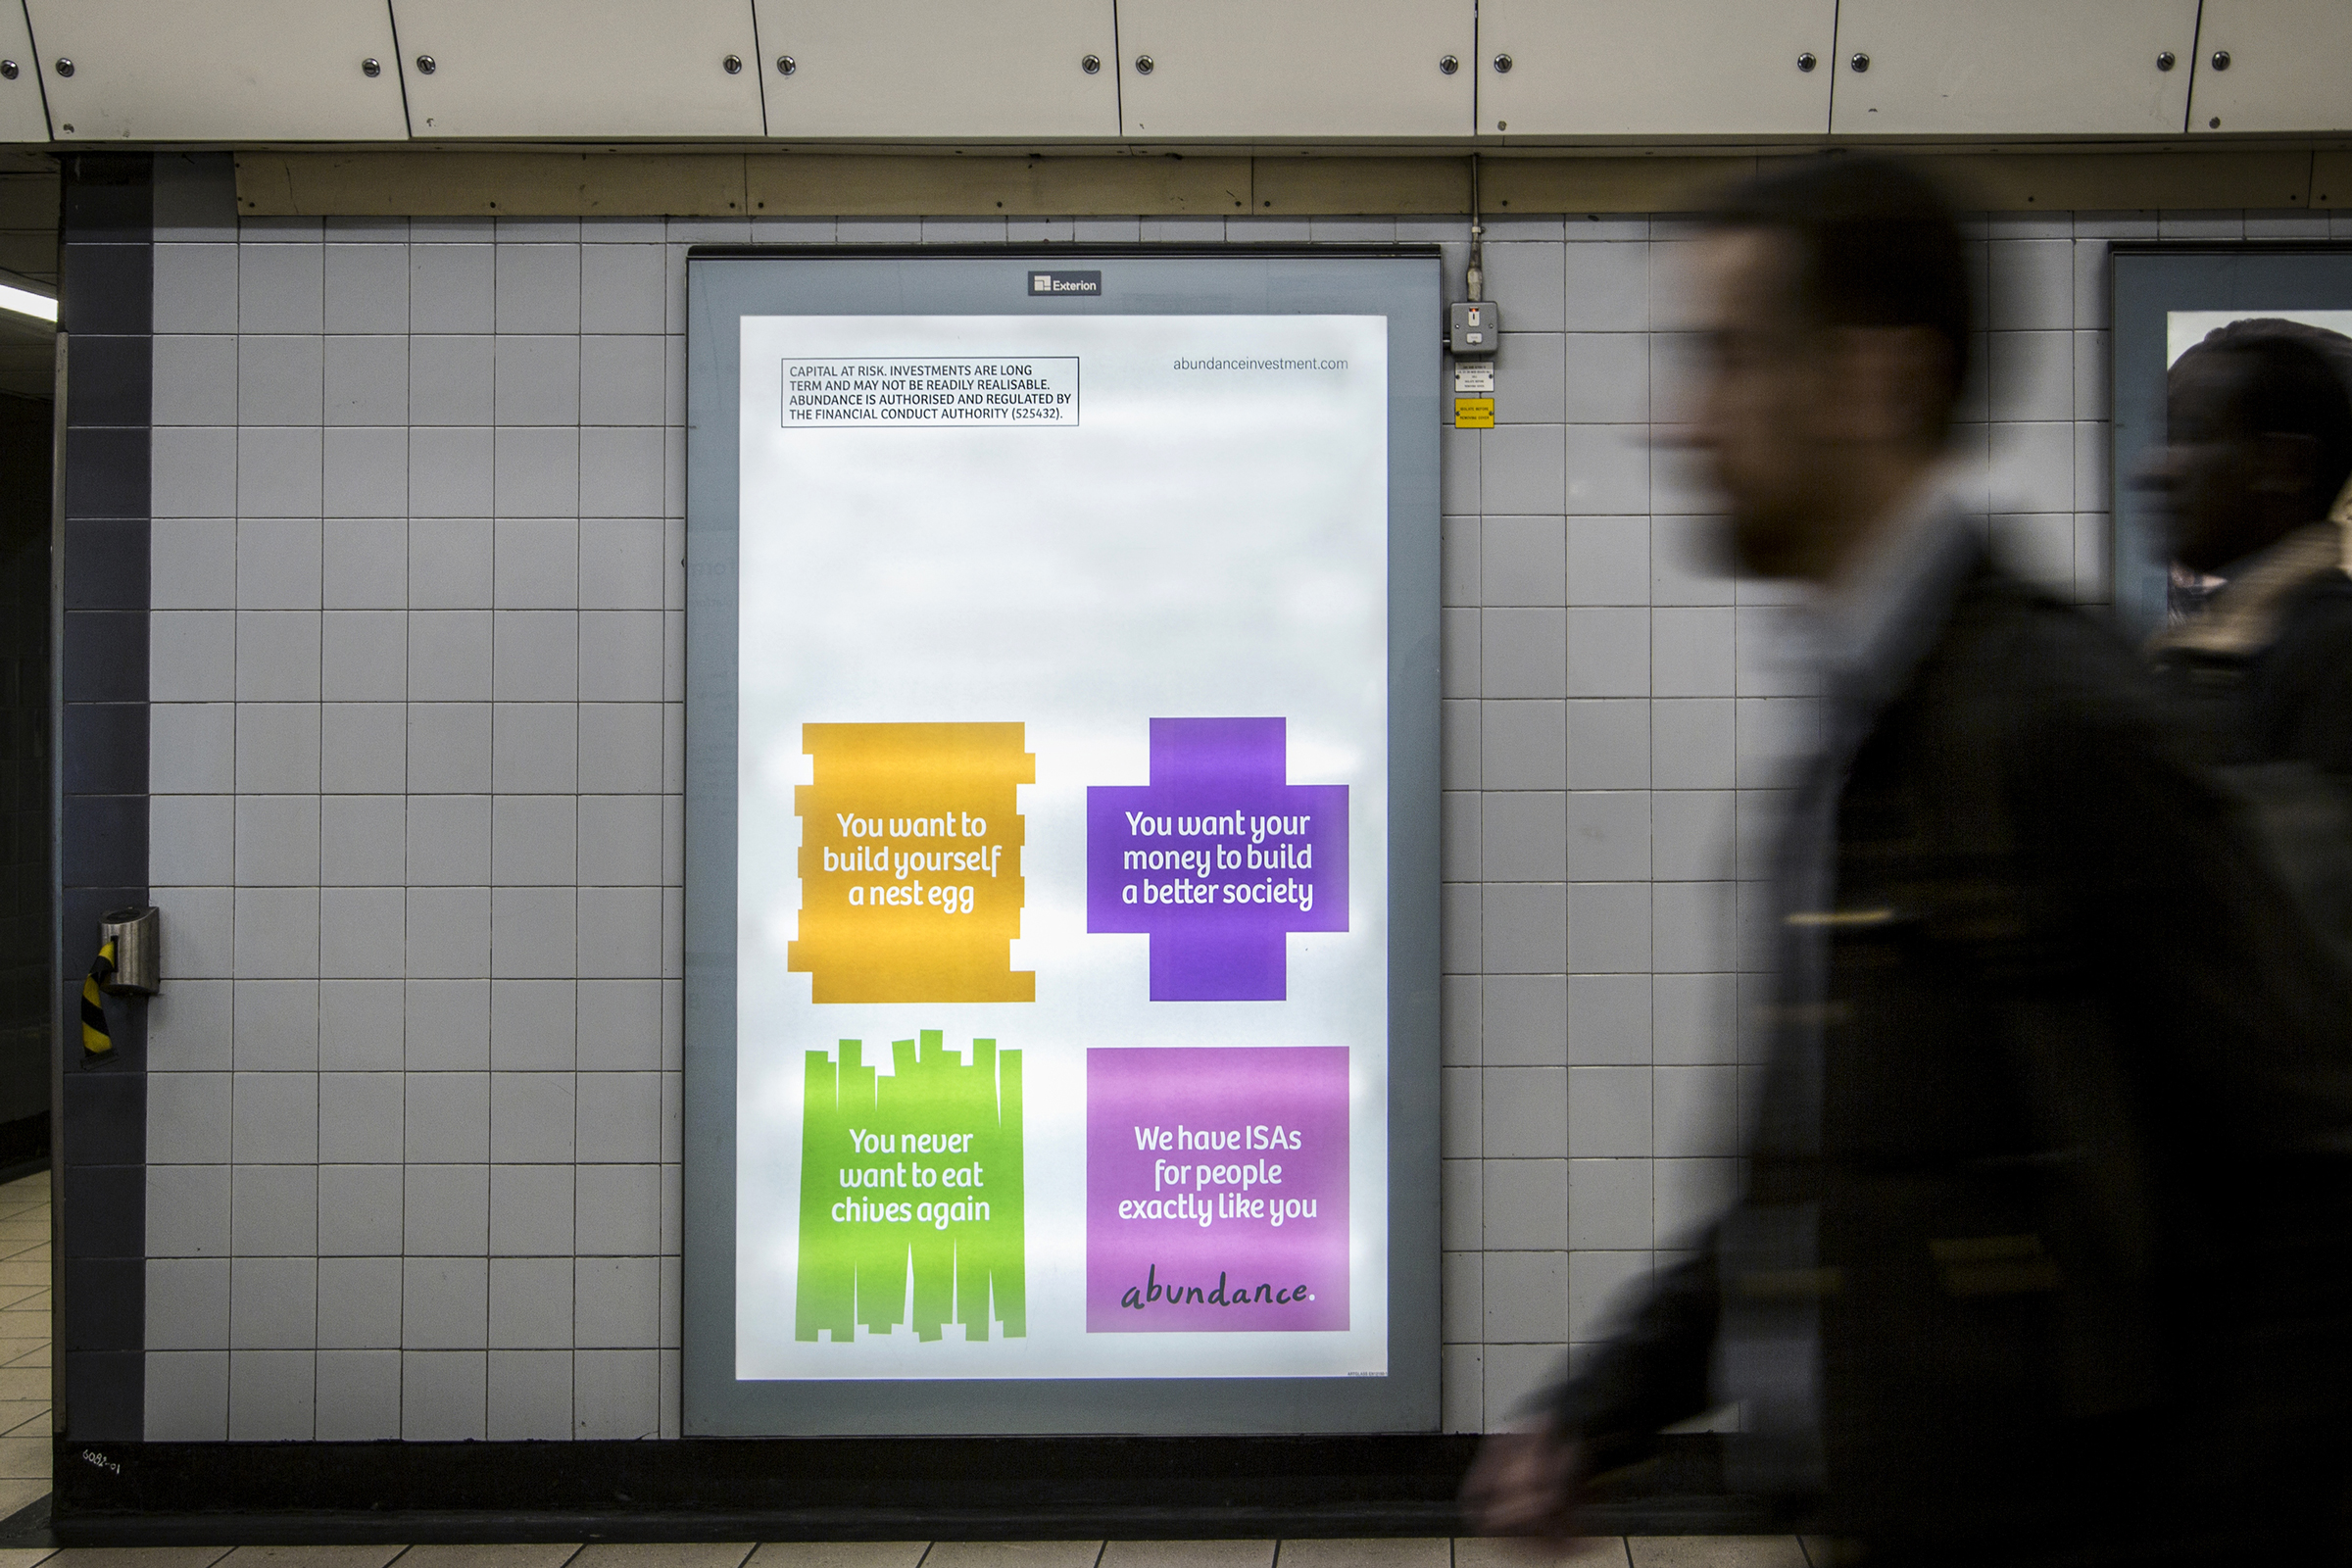 Exterion
CAPITAL AT RISK. INVESTMENTS ARE LONG
TERM AND MAY NOT BE READILY REALISABLE.
ABUNDANCE IS AUTHORISED AND REGULATED BY
THE FINANCIAL CONDUCT AUTHORITY (525432).
abundanceinvestment.com
You want to
build yourself
a nest egg
You want your
money to build
a better society
You never
want to eat
chives again
We have ISAs
for people
exactly like you
abundance.